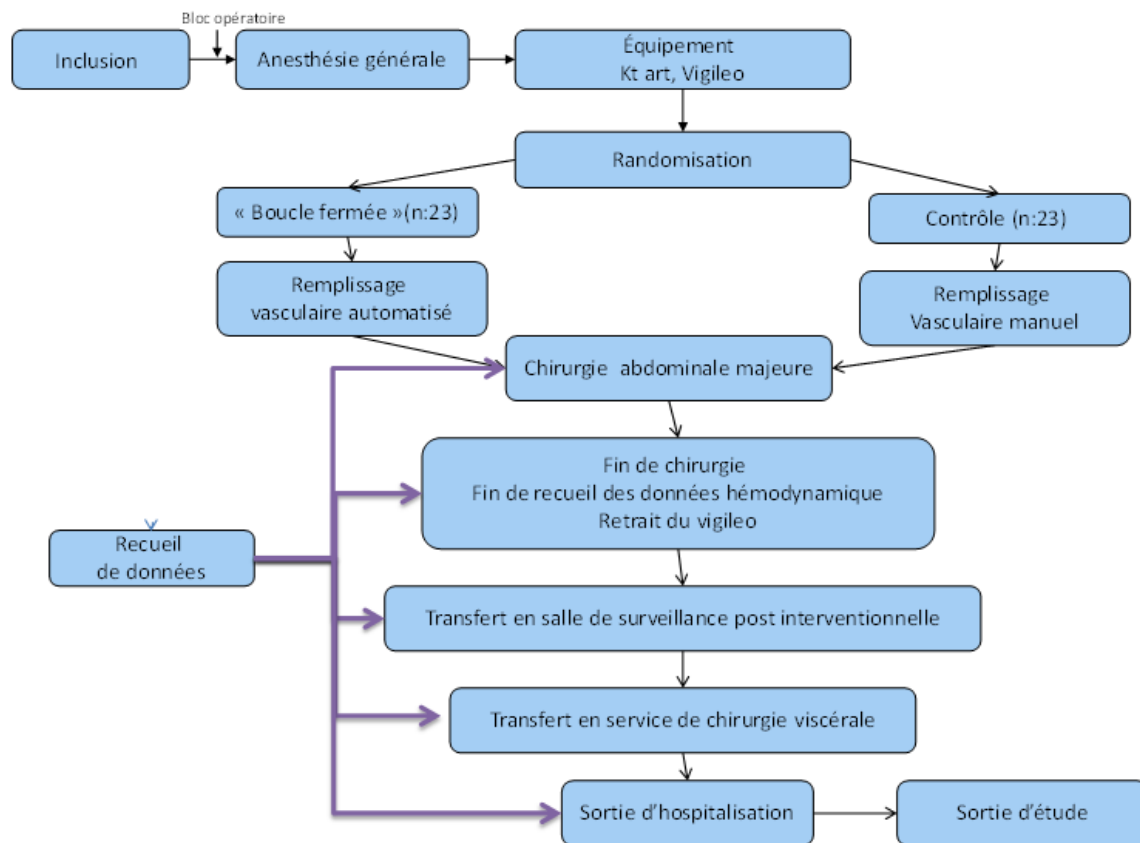 Bloc opératoire
Inclusion
Anesthésie générale
Équipement
Kt art, Vigileo
Randomisation
« Boucle fermée »(n:23)
Contrôle (n:23)
Remplissage
vasculaire automatisé
Remplissage
Vasculaire manuel
Chirurgie abdominale majeure
Fin de chirurgie
Fin de recueil des données hémodynamique
Retrait du vigileo
Recueil
de données
Transfert en salle de surveillance post interventionnelle
Transfert en service de chirurgie viscérale
Sortie d'hospitalisation
Sortie d'étude